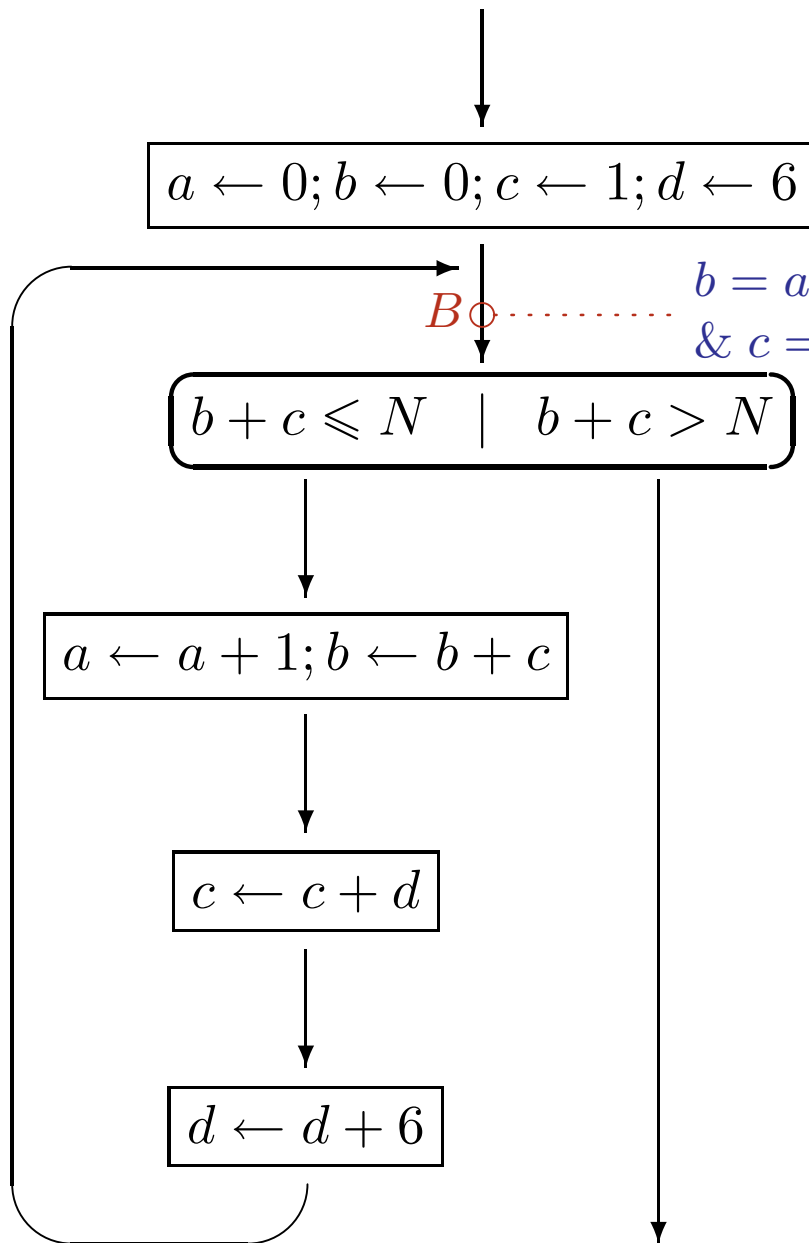 a ← 0; b ← 0; c ← 1; d ← 6
b = a
B
& c =
b + c ⩽ N | b + c > N
a ← a + 1; b ← b + c
c ← c + d
d ← d + 6